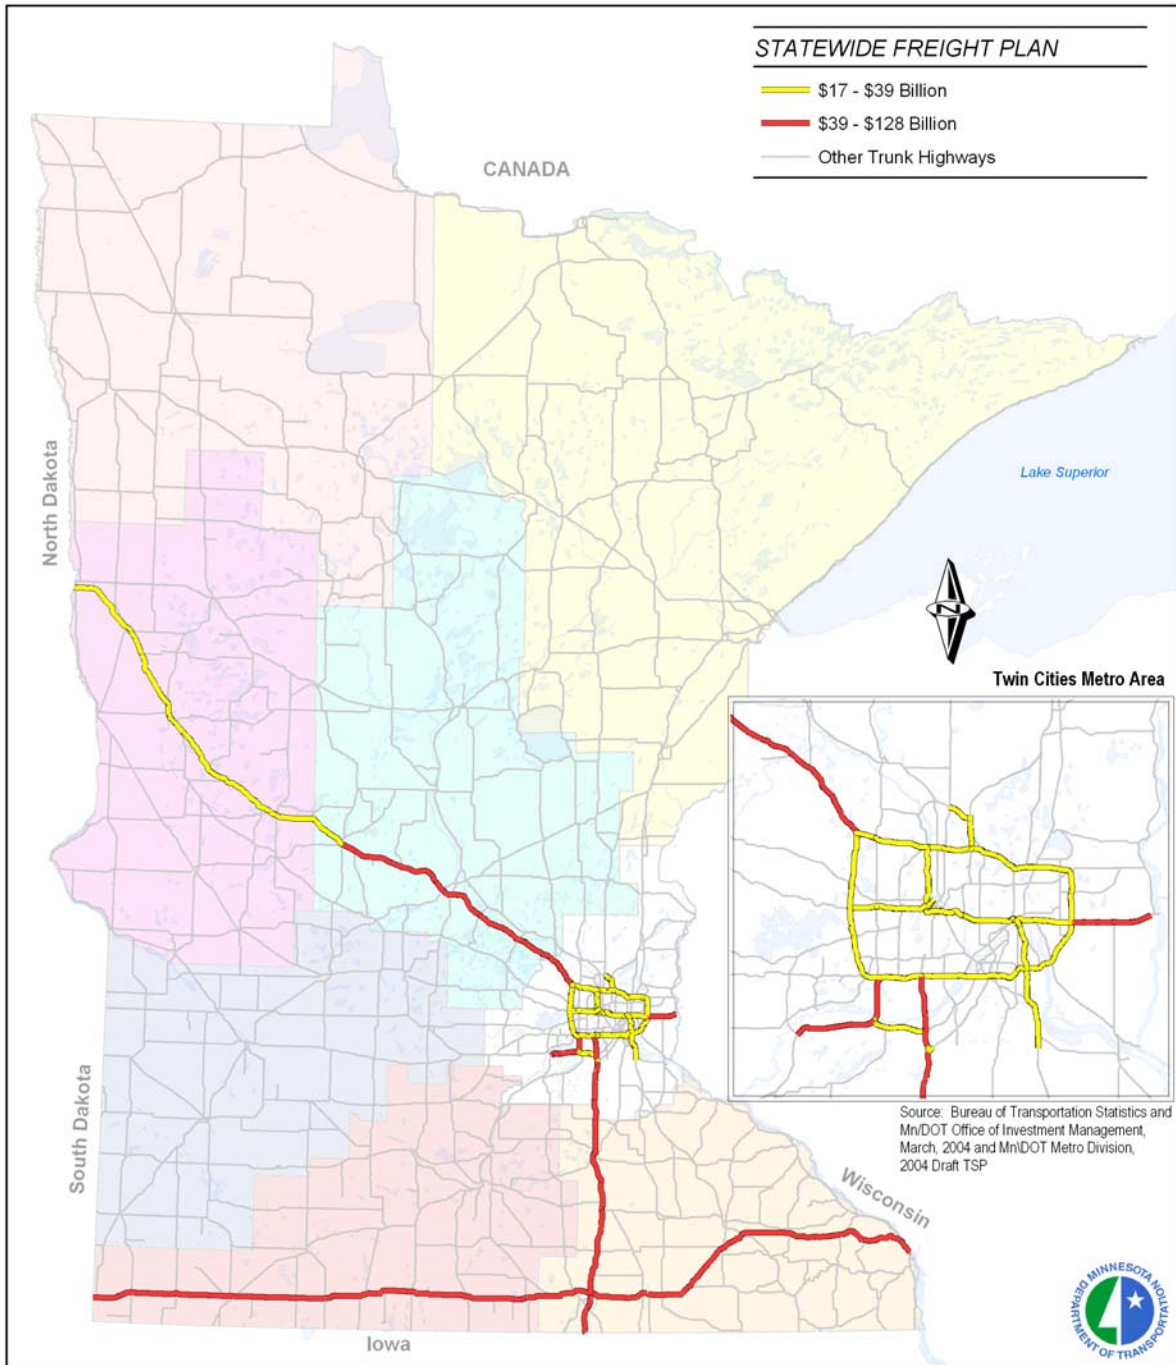 STATEWIDE FREIGHT PLAN
$17 - $39 Billion
$39 - $128 Billion
Other Trunk Highways
CANADA
North Dakota
Lake Superior
N
Twin Cities Metro Area
South Dakota
Source: Bureau of Transportation Statistics and
Mn/DOT Office of Investment Management,
March, 2004 and Mn\DOT Metro Division,
2004 Draft TSP
Wisconsin
Iowa
MINNESOTA
DEPARTMENT OF TRANSPORTATION